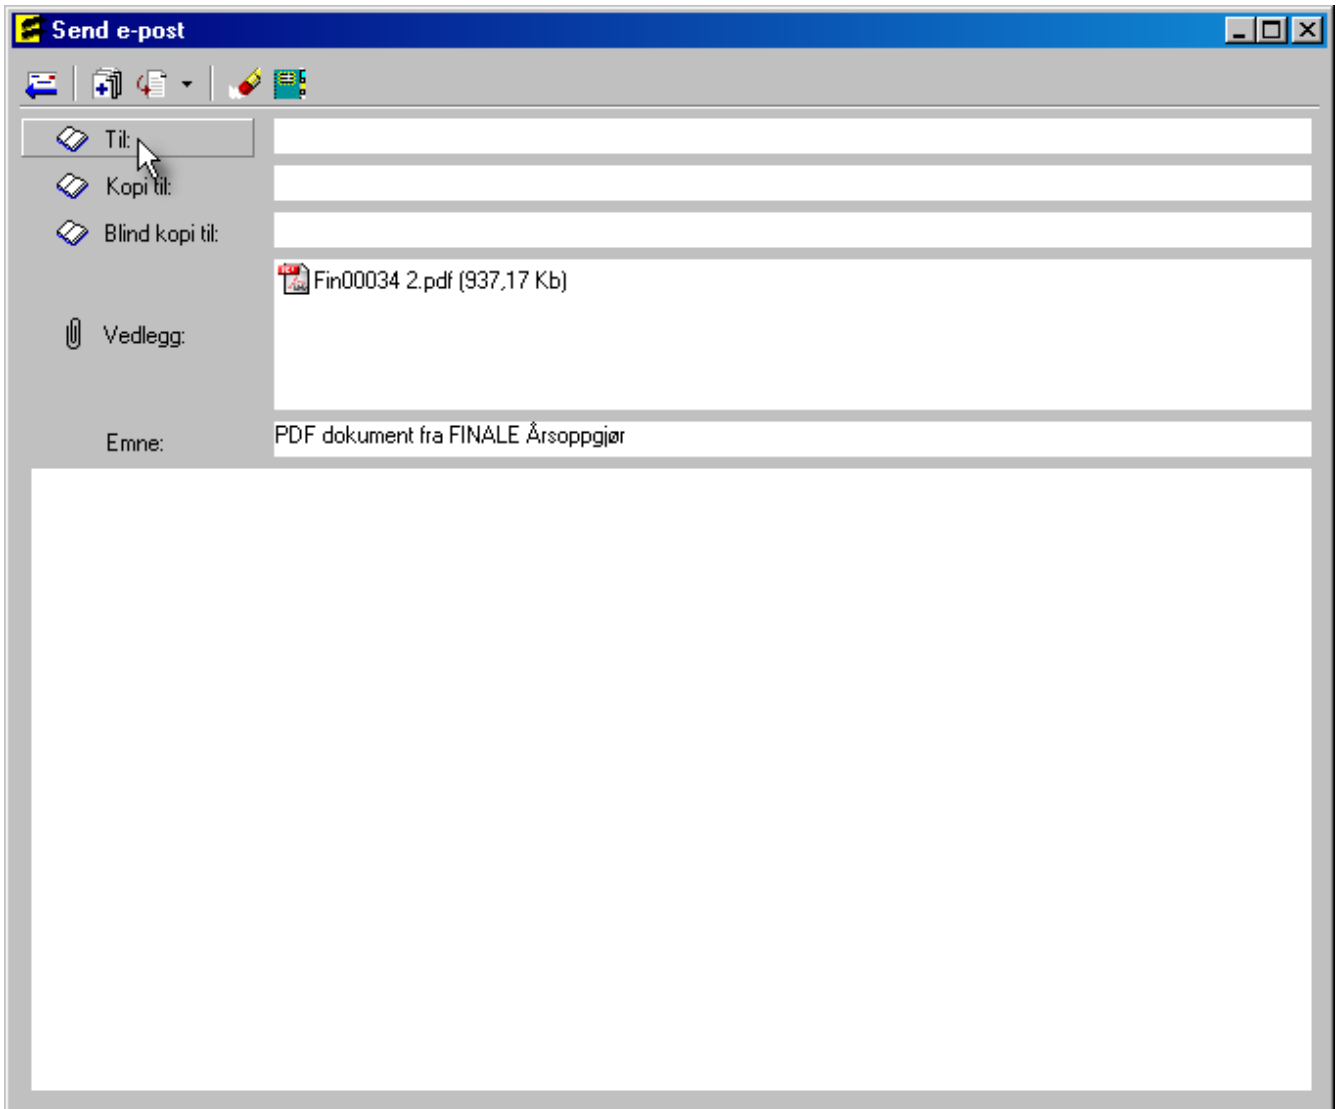 Send e-post
Til:
Kopi til:
Blind kopi til:
Fin00034 2.pdf (937,17 Kb)
Vedlegg:
Emne:
PDF dokument fra FINALE Årsoppgjør